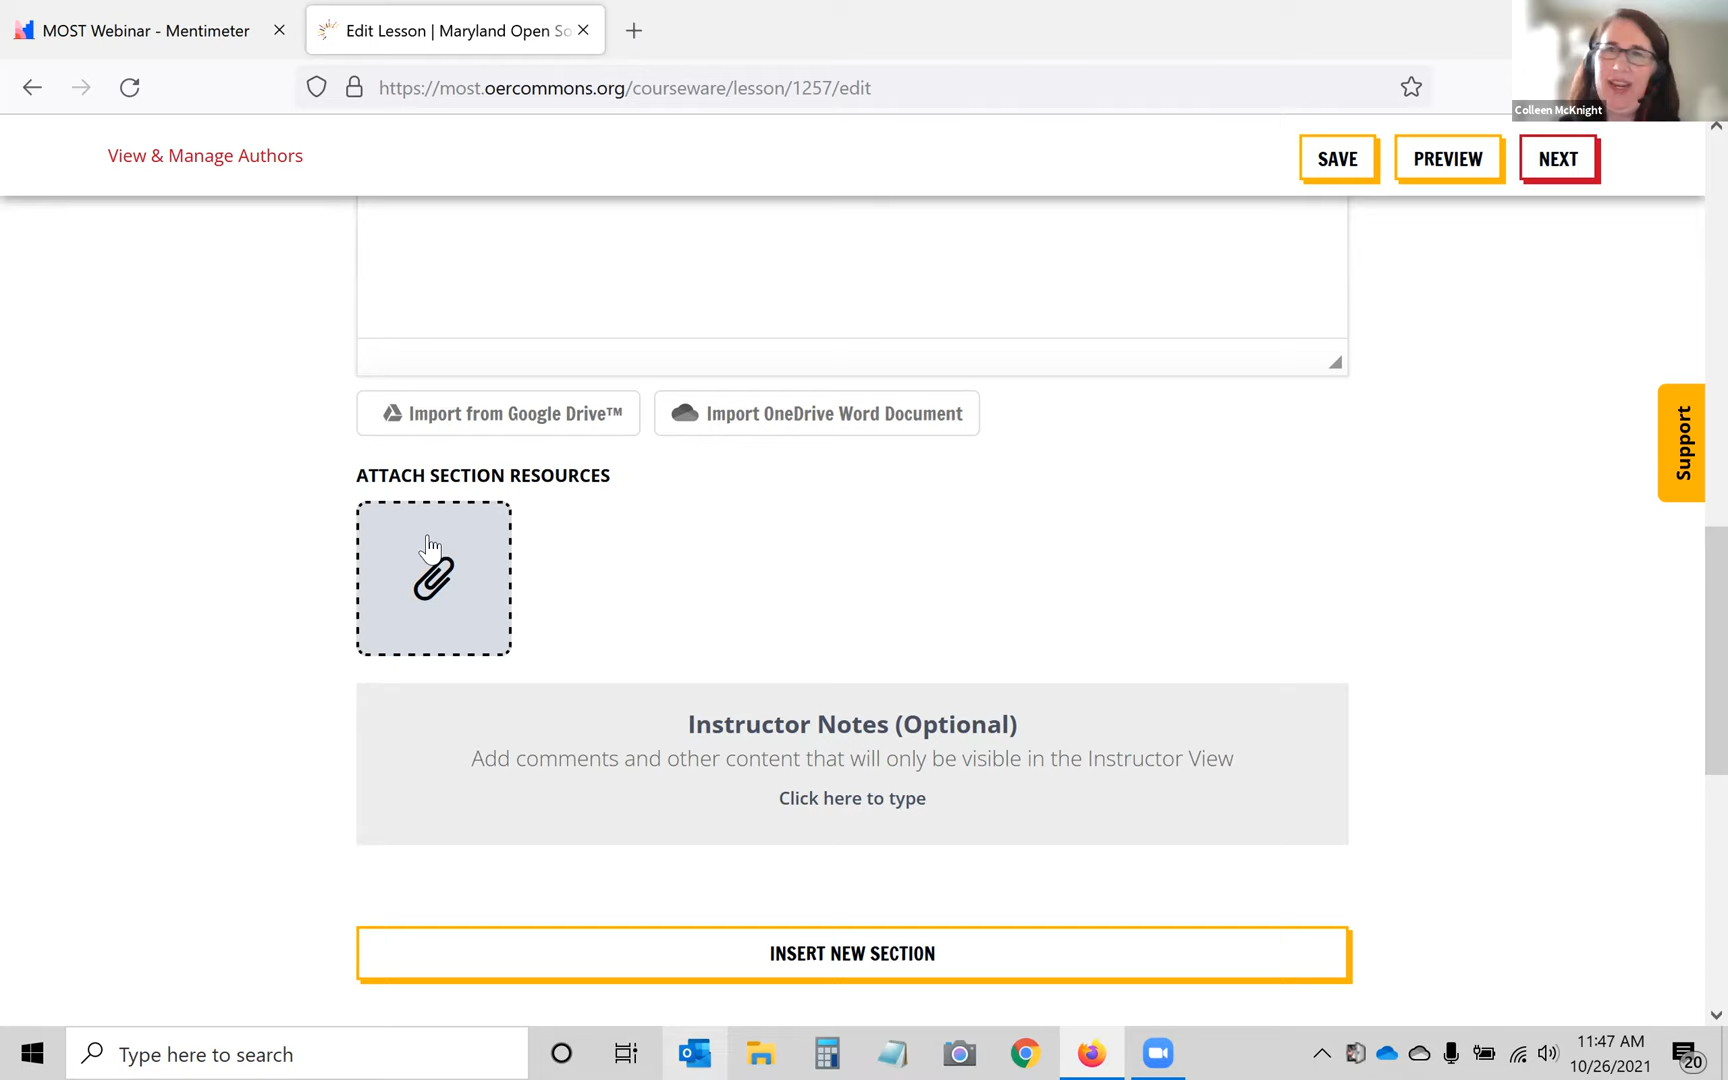 MOST Webinar - Mentimeter
Edit Lesson | Maryland Open So
https://most.oercommons.org/courseware/lesson/1257/edit
Colleen McKnight
View & Manage Authors
SAVE
PREVIEW
NEXT
Import from Google Drive™
Import OneDrive Word Document
Support
ATTACH SECTION RESOURCES
Instructor Notes (Optional)
Add comments and other content that will only be visible in the Instructor View
Click here to type
INSERT NEW SECTION
Type here to search
11:47 AM
10/26/2021
20